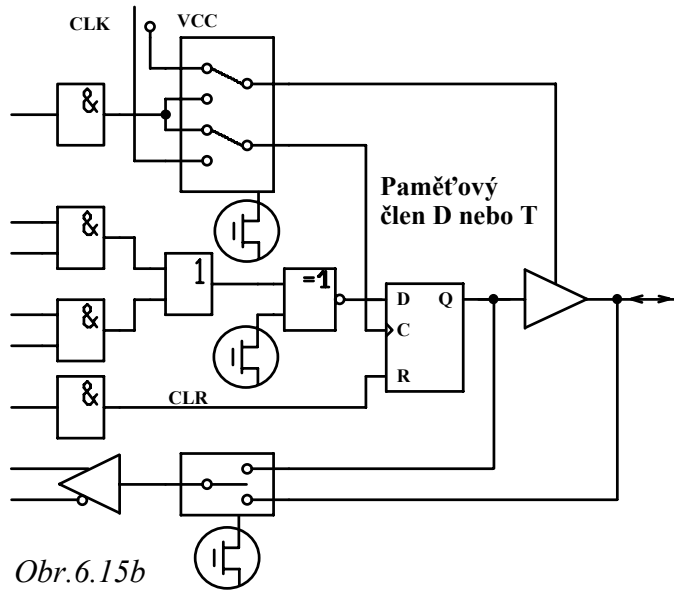 CLK
VCC
&
Paměťový
člen D nebo T
&
1
=1
D
Q
&
C
&
R
CLR
Obr.6.15b